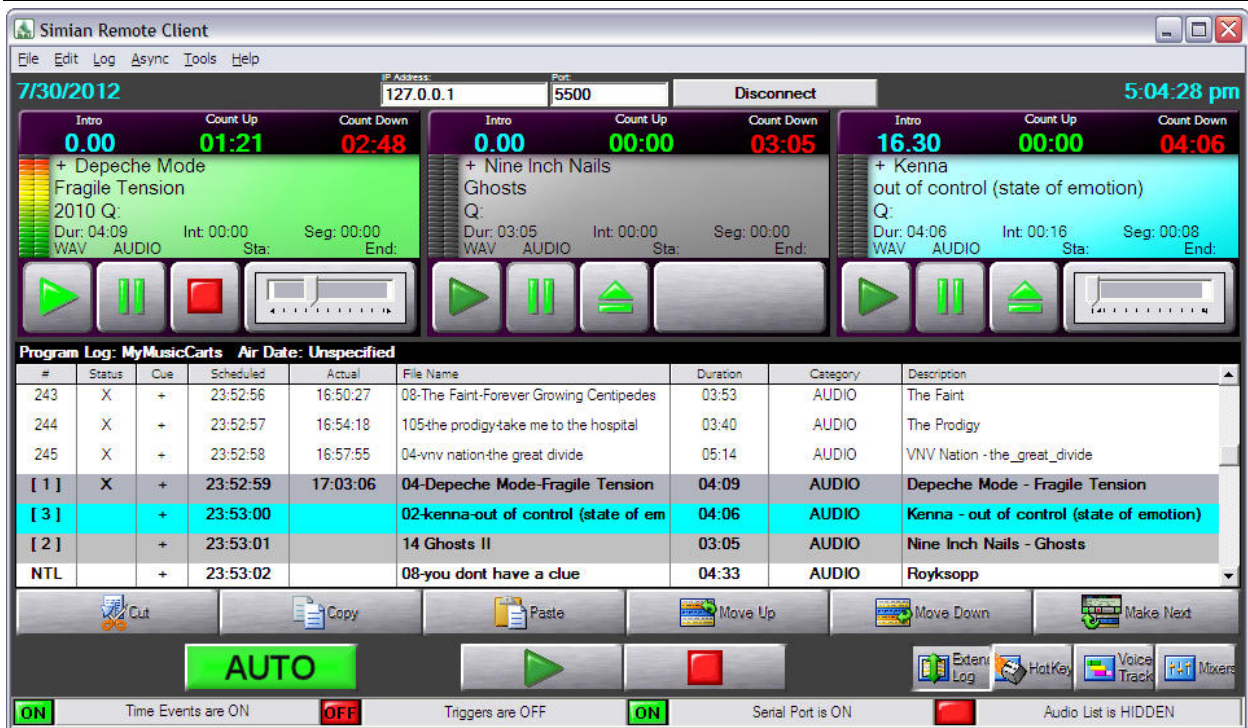 Simian Remote Client
File Edit Log Async Tools Help
7/30/2012
IP Address: Port:
127.0.0.1 5500 Disconnect
5:04:28 pm
Intro Count Up Count Down
0.00 01:21 02:48
+ Depeche Mode
Fragile Tension
2010 Q:
Dur: 04:09 Int: 00:00 Seg: 00:00
WAV AUDIO Sta: End:
Intro Count Up Count Down
0.00 00:00 03:05
+ Nine Inch Nails
Ghosts
Q:
Dur: 03:05 Int: 00:00 Seg: 00:00
WAV AUDIO Sta: End:
Intro Count Up Count Down
16.30 00:00 04:06
+ Kenna
out of control (state of emotion)
Q:
Dur: 04:06 Int: 00:16 Seg: 00:08
WAV AUDIO Sta: End:
Program Log: MyMusicCarts Air Date: Unspecified
# Status Cue Scheduled Actual File Name Duration Category Description
243 X + 23:52:56 16:50:27 08-The Faint-Forever Growing Centipedes 03:53 AUDIO The Faint
244 X + 23:52:57 16:54:18 105-the prodigy-take me to the hospital 03:40 AUDIO The Prodigy
245 X + 23:52:58 16:57:55 04-vnv nation-the great divide 05:14 AUDIO VNV Nation - the_great_divide
[ 1 ] X + 23:52:59 17:03:06 04-Depeche Mode-Fragile Tension 04:09 AUDIO Depeche Mode - Fragile Tension
[ 3 ] + 23:53:00 02-kenna-out of control (state of em 04:06 AUDIO Kenna - out of control (state of emotion)
[ 2 ] + 23:53:01 14 Ghosts II 03:05 AUDIO Nine Inch Nails - Ghosts
NTL + 23:53:02 08-you dont have a clue 04:33 AUDIO Royksopp
Cut Copy Paste Move Up Move Down Make Next
AUTO
Extend Log
HotKey
Voice Track
Mixers
ON Time Events are ON OFF Triggers are OFF ON Serial Port is ON Audio List is HIDDEN